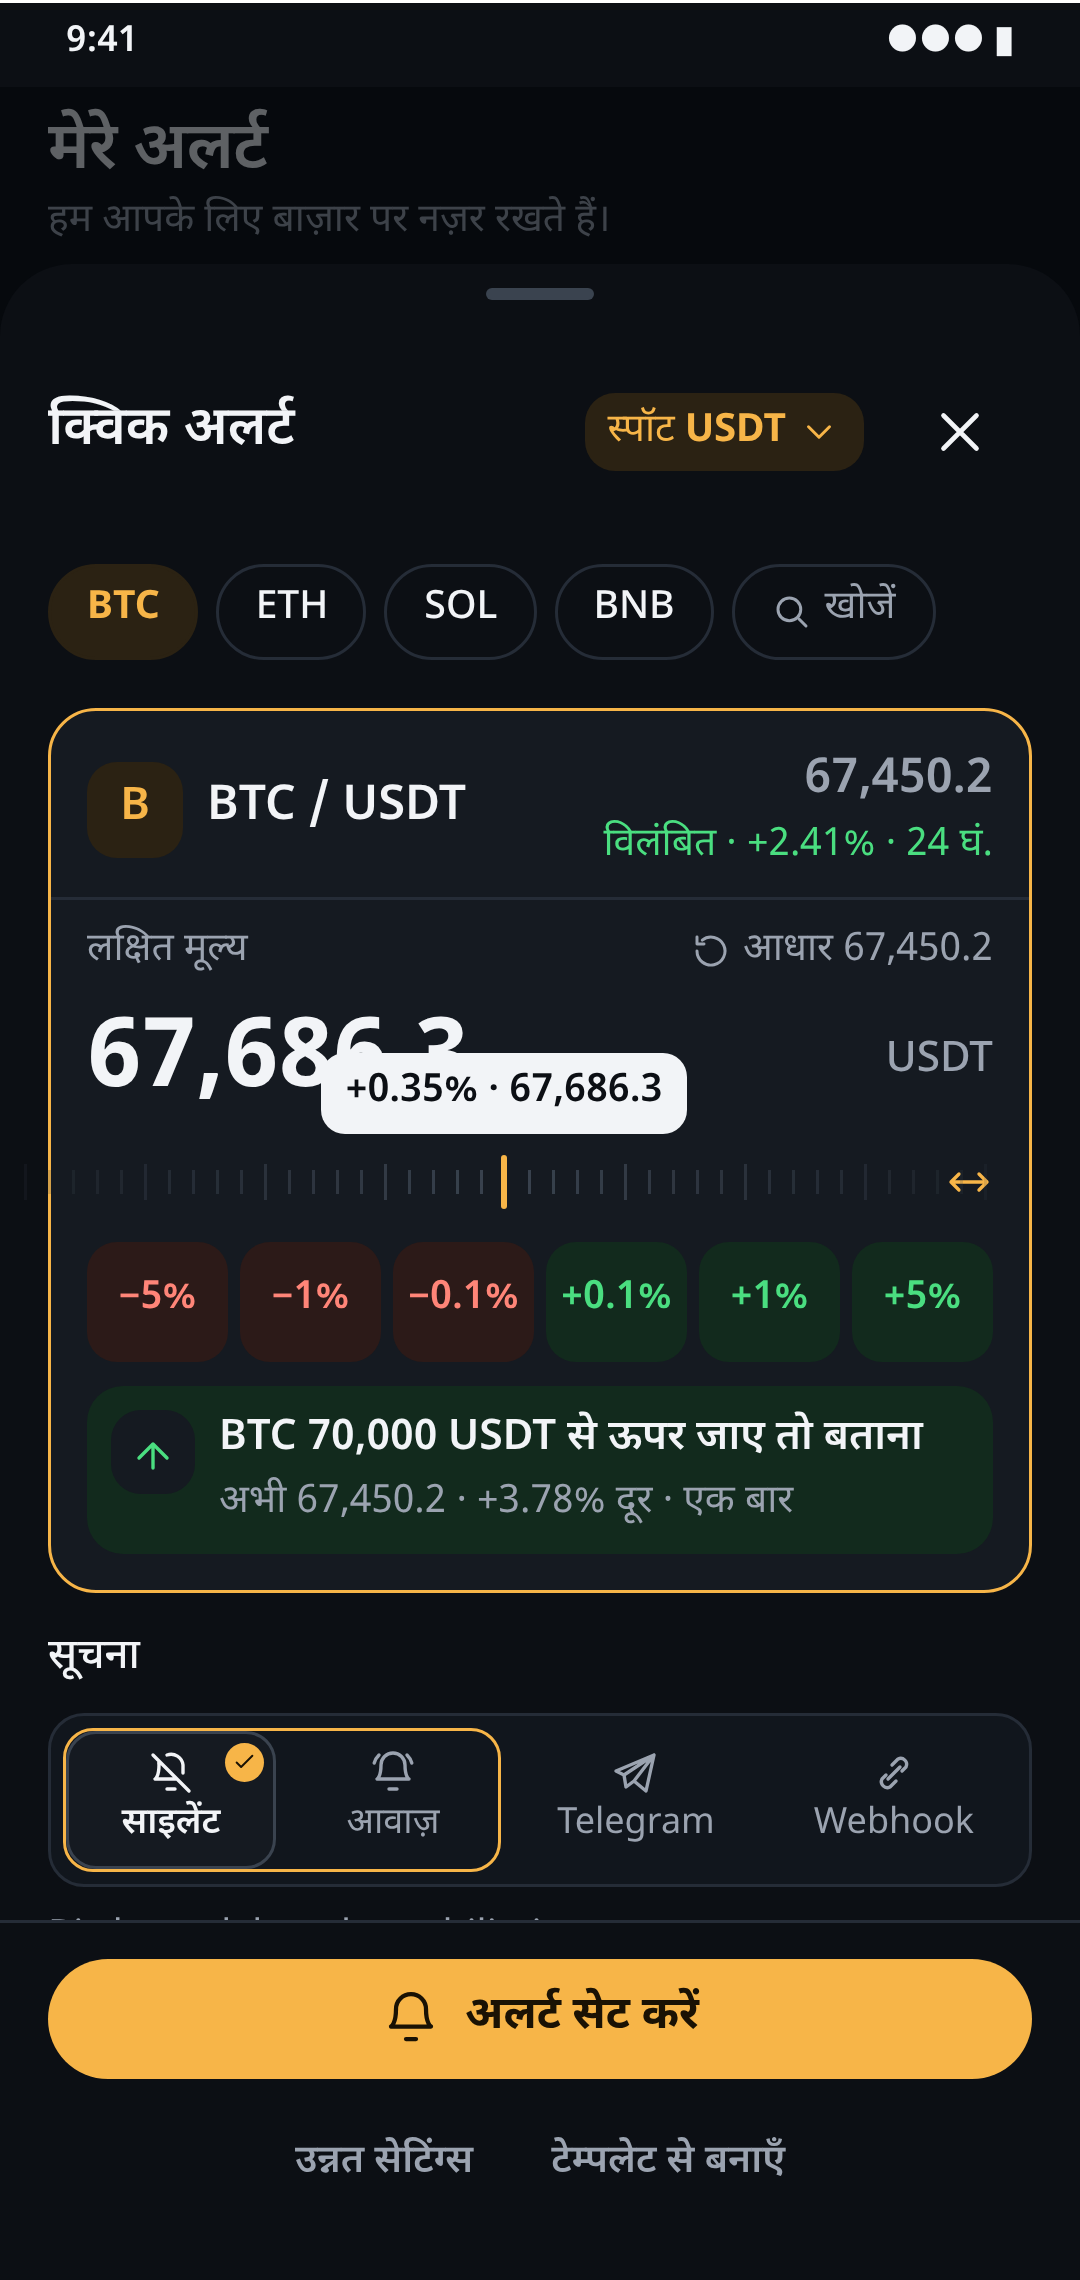 9:41
मेरे अलर्ट
हम आपके लिए बाज़ार पर नज़र रखते हैं।
क्विक अलर्ट
स्पॉट USDT
BTC
ETH
SOL
BNB
खोजें
B
BTC / USDT
67,450.2
विलंबित · +2.41% · 24 घं.
लक्षित मूल्य
आधार 67,450.2
67,686.3
USDT
+0.35% · 67,686.3
−5%
−1%
−0.1%
+0.1%
+1%
+5%
BTC 70,000 USDT से ऊपर जाए तो बताना
अभी 67,450.2 · +3.78% दूर · एक बार
सूचना
साइलेंट
आवाज़
Telegram
Webhook
अलर्ट सेट करें
उन्नत सेटिंग्स
टेम्पलेट से बनाएँ